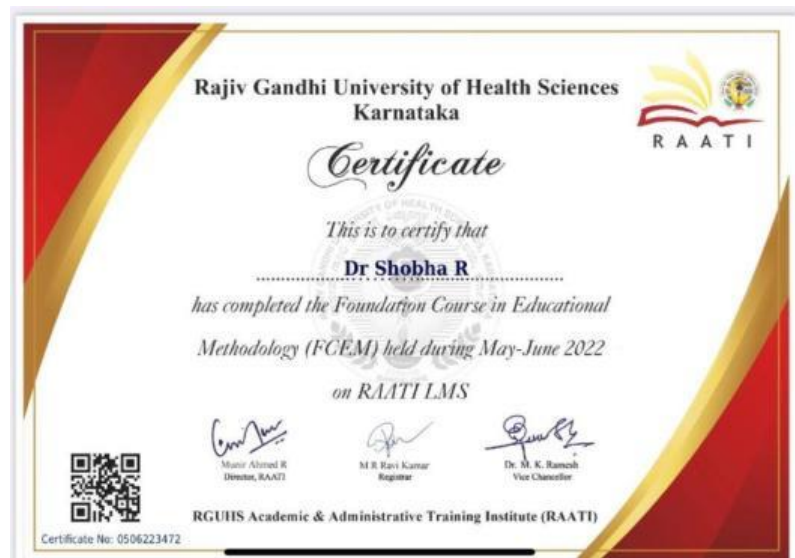 Rajiv Gandhi University of Health Sciences
Karnataka
RAATI
Certificate
This is to certify that
Dr Shobha R
has completed the Foundation Course in Educational
Methodology (FCEM) held during May-June 2022
on RAATI LMS
Munir Ahmed R
Director, RAATI
M R Ravi Kumar
Registrar
Dr. M. K. Ramesh
Vice Chancellor
RGUHS Academic & Administrative Training Institute (RAATI)
Certificate No: 0506223472